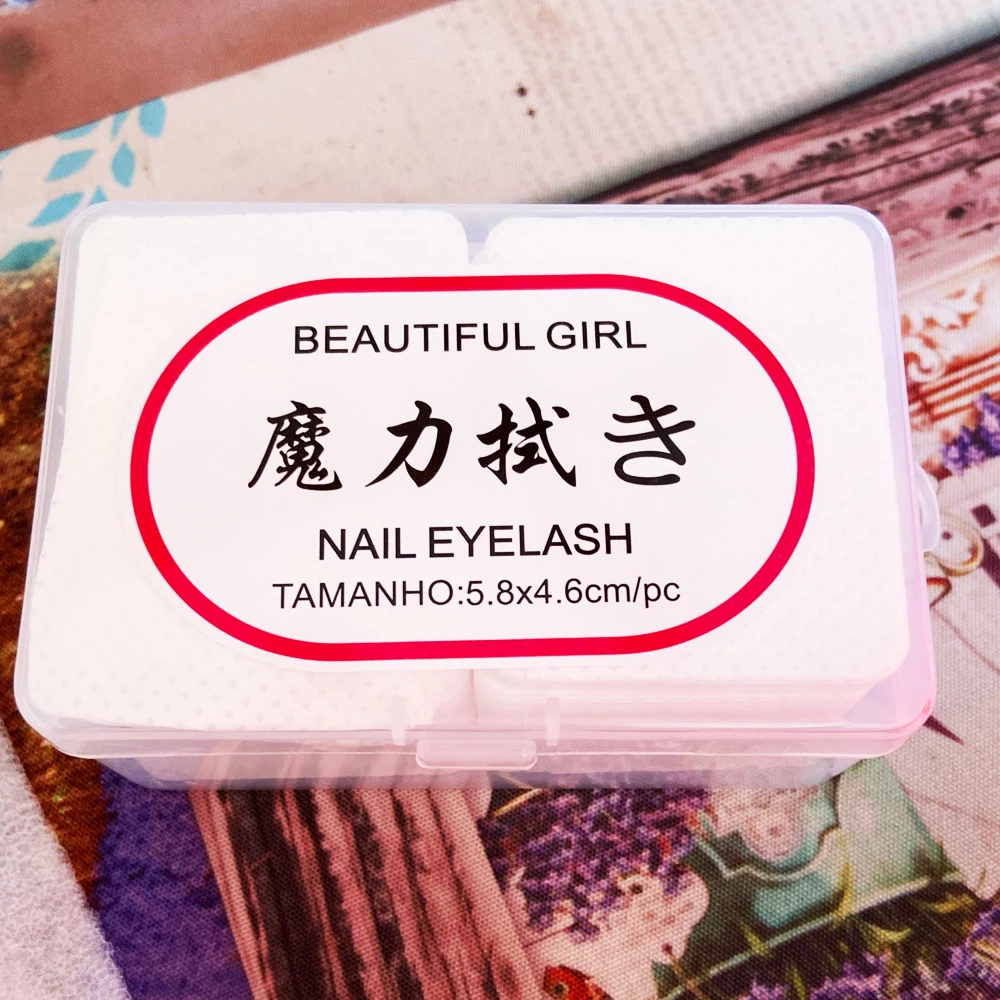 BEAUTIFUL GIRL
魔力拭き
NAIL EYELASH
TAMANHO:5.8x4.6cm/pc